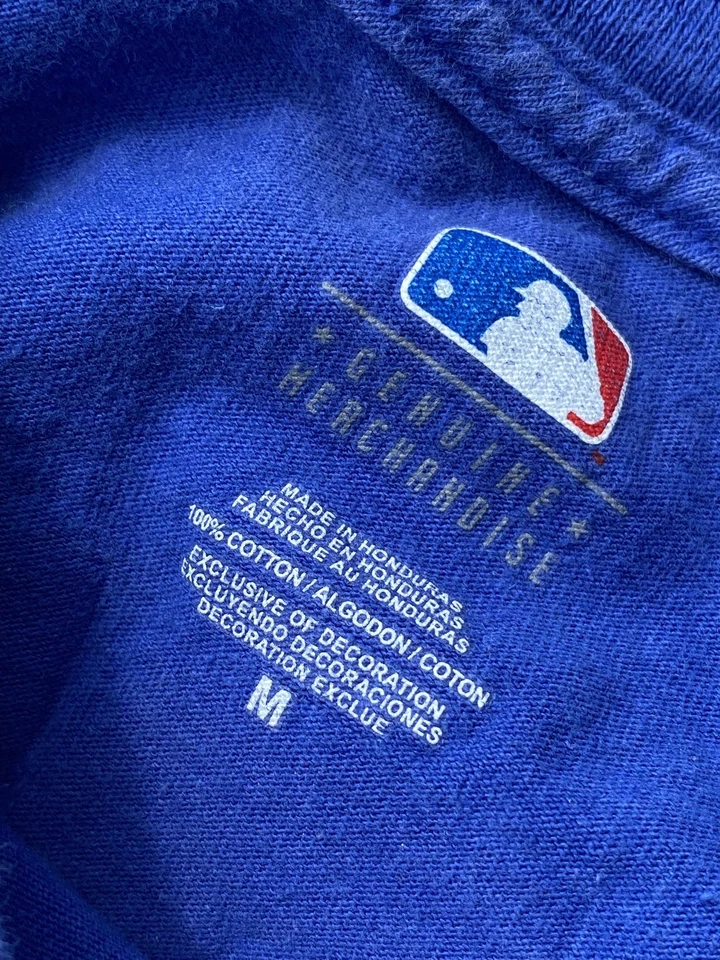 ★ GENUINE ★
MERCHANDISE
MADE IN HONDURAS
HECHO EN HONDURAS
FABRIQUE AU HONDURAS
100% COTTON / ALGODON / COTON
EXCLUSIVE OF DECORATION
EXCLUYENDO DECORACIONES
DECORATION EXCLUE
M